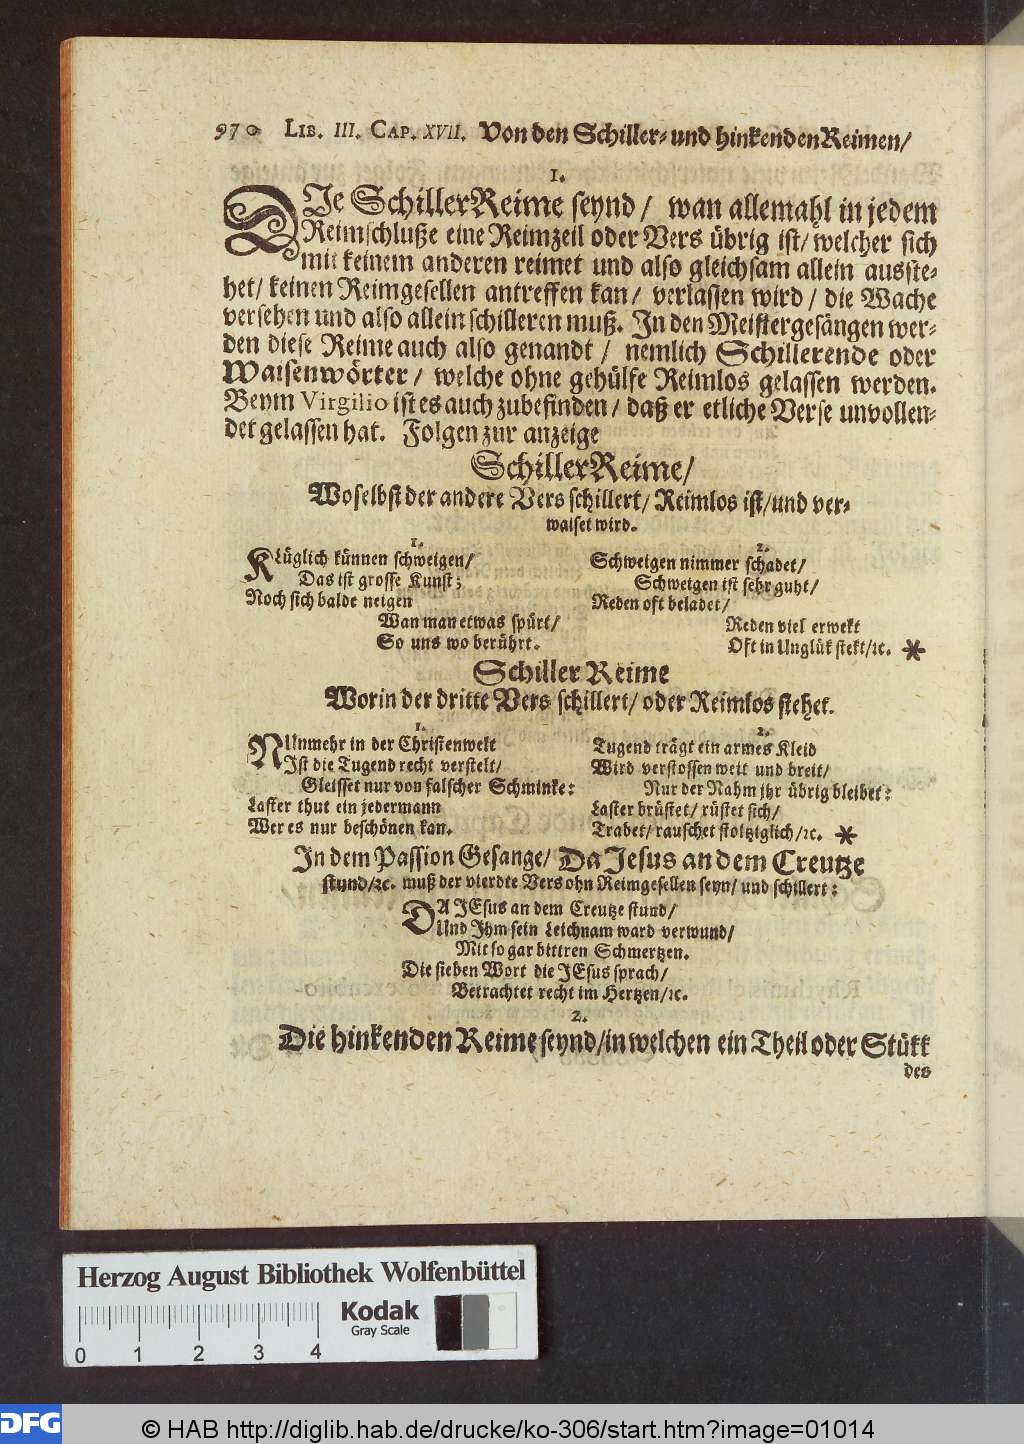 970 LIB. III. CAP. XVII. Von den Schiller- und hinkenden Reimen/
1.
DIe SchillerReime seynd/ wan allemahl in jedem
Reimschluße eine Reimzeil oder Vers übrig ist/ welcher sich
mit keinem anderen reimet und also gleichsam allein ausste-
het/ keinen Reimgesellen antreffen kan/ verlassen wird/ die Wache
versehen und also allein schilleren muß. In den Meistergesängen wer-
den diese Reime auch also genandt/ nemlich Schillerende oder
Waisenwörter/ welche ohne gehülfe Reimlos gelassen werden.
Beym Virgilio ist es auch zubefinden/ daß er etliche Verse unvollen-
det gelassen hat. Folgen zur anzeige
SchillerReime/
Woselbst der andere Vers schillert/ Reimlos ist/ und ver-
waiset wird.
1.
KLüglich künnen schweigen/
Das ist grosse Kunst;
Noch sich balde neigen
Wan man etwas spürt/
So uns wo berührt.
2.
Schweigen nimmer schadet/
Schweigen ist sehr guht/
Reden oft beladet/
Reden viel erwekt
Oft in Unglük stekt/ꝛc. *
Schiller Reime
Worin der dritte Vers schillert/ oder Reimlos stehet.
1.
NUnmehr in der Christenwelt
Ist die Tugend recht verstelt/
Gleisset nur von falscher Schminke:
Laster thut ein jedermann
Wer es nur beschönen kan.
2.
Tugend trägt ein armes Kleid
Wird verstossen weit und breit/
Nur der Nahm jhr übrig bleibet:
Laster brüstet/ rüstet sich/
Trabet/ rauschet stoltziglich/ꝛc. *
In dem Passion Gesange/ Da Jesus an dem Creutze
stund/ꝛc. muß der vierdte Vers ohn Reimgesellen seyn/ und schillert:
DA JEsus an dem Creutze stund/
Und Ihm sein Leichnam ward verwund/
Mit so gar bittren Schmertzen.
Die sieben Wort die JEsus sprach/
Betrachtet recht im Hertzen/ꝛc.
2.
Die hinkenden Reime seynd/ in welchen ein Theil oder Stükk
des
Herzog August Bibliothek Wolfenbüttel
Kodak
Gray Scale
0 1 2 3 4
DFG
© HAB http://diglib.hab.de/drucke/ko-306/start.htm?image=01014